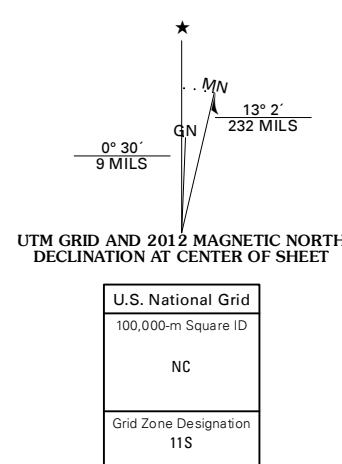 ★
MN
13° 2´
232 MILS
GN
0° 30´
9 MILS
UTM GRID AND 2012 MAGNETIC NORTH
DECLINATION AT CENTER OF SHEET
U.S. National Grid
100,000-m Square ID
NC
Grid Zone Designation
11S